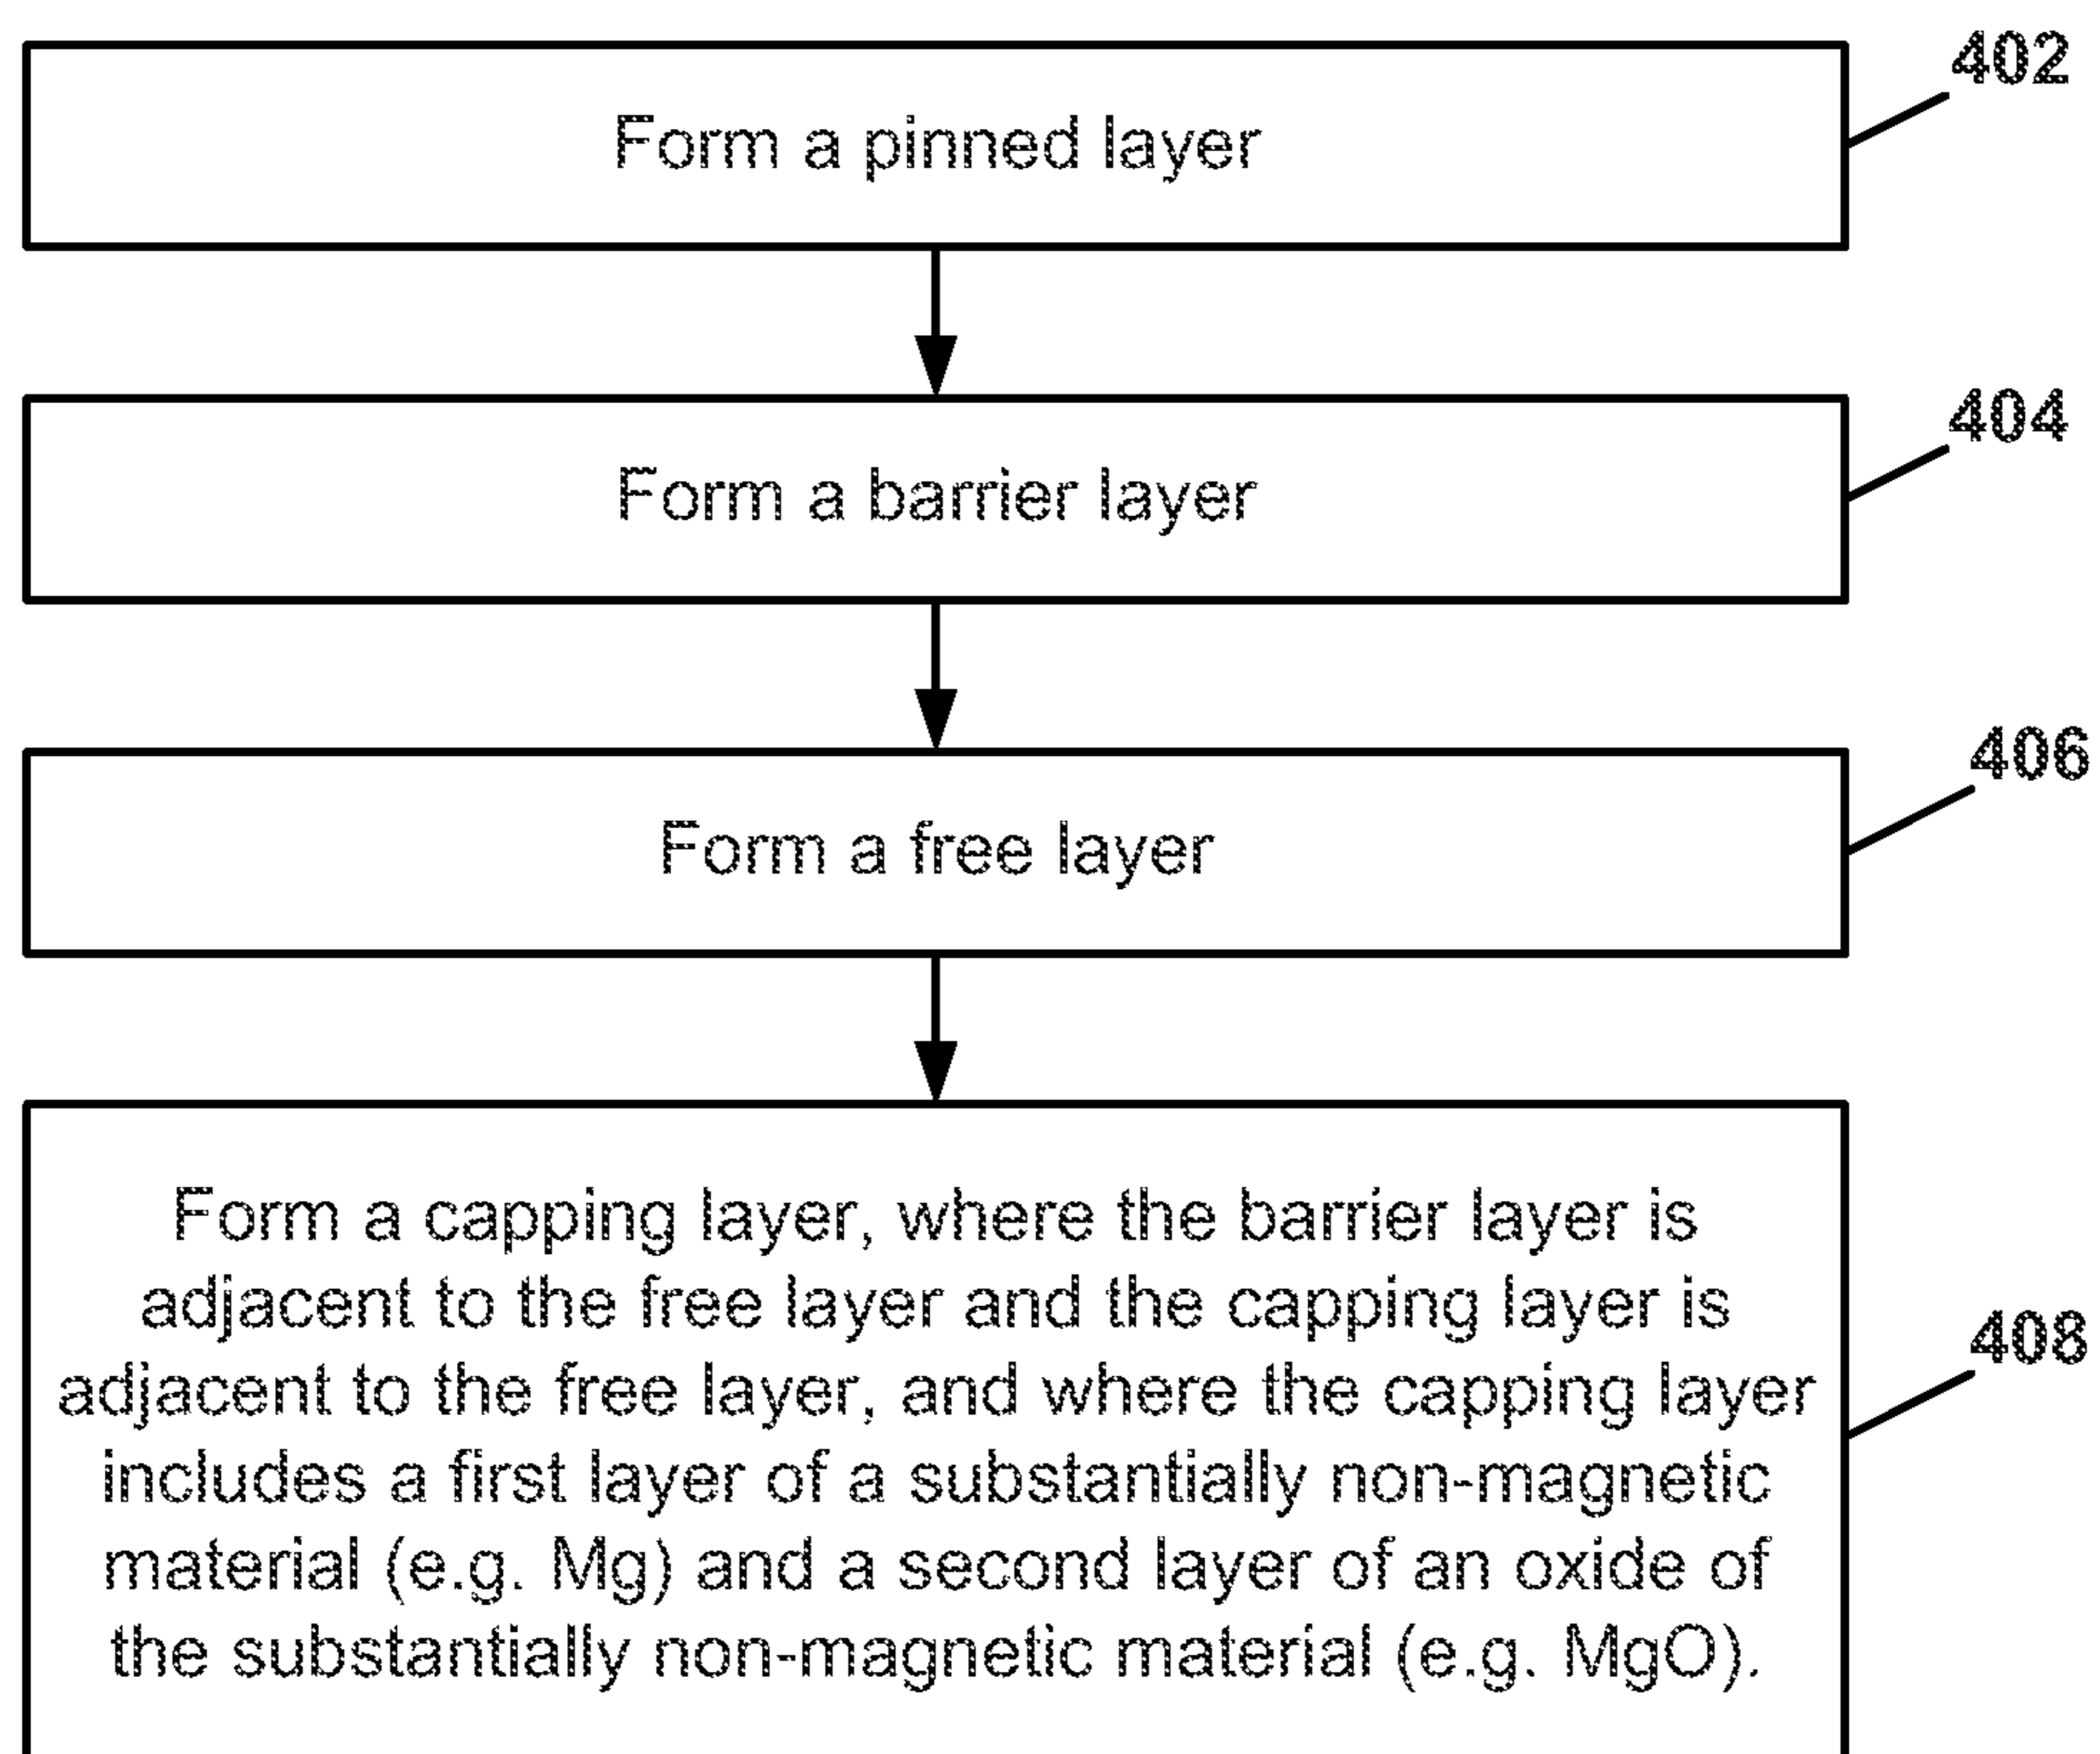 402
Form a pinned layer
404
Form a barrier layer
406
Form a free layer
Form a capping layer, where the barrier layer is
adjacent to the free layer and the capping layer is
adjacent to the free layer, and where the capping layer
408
includes a first layer of a substantially non-magnetic
material (e.g. Mg) and a second layer of an oxide of
the substantially non-magnetic material (e.g. MgO).